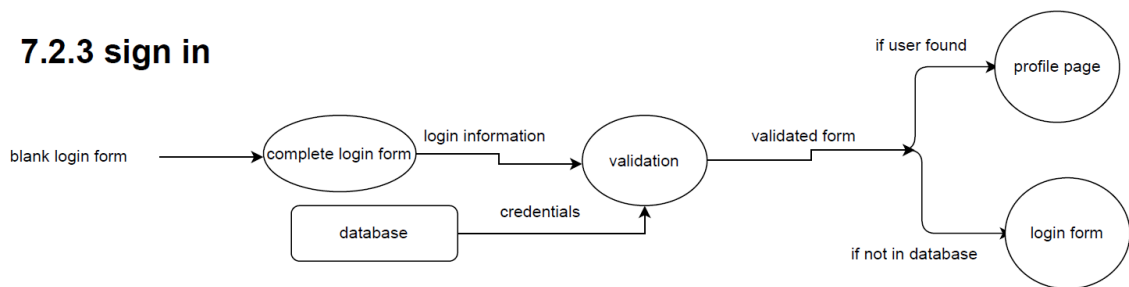 7.2.3 sign in
blank login form
complete login form
login information
database
credentials
validation
validated form
if user found
profile page
if not in database
login form